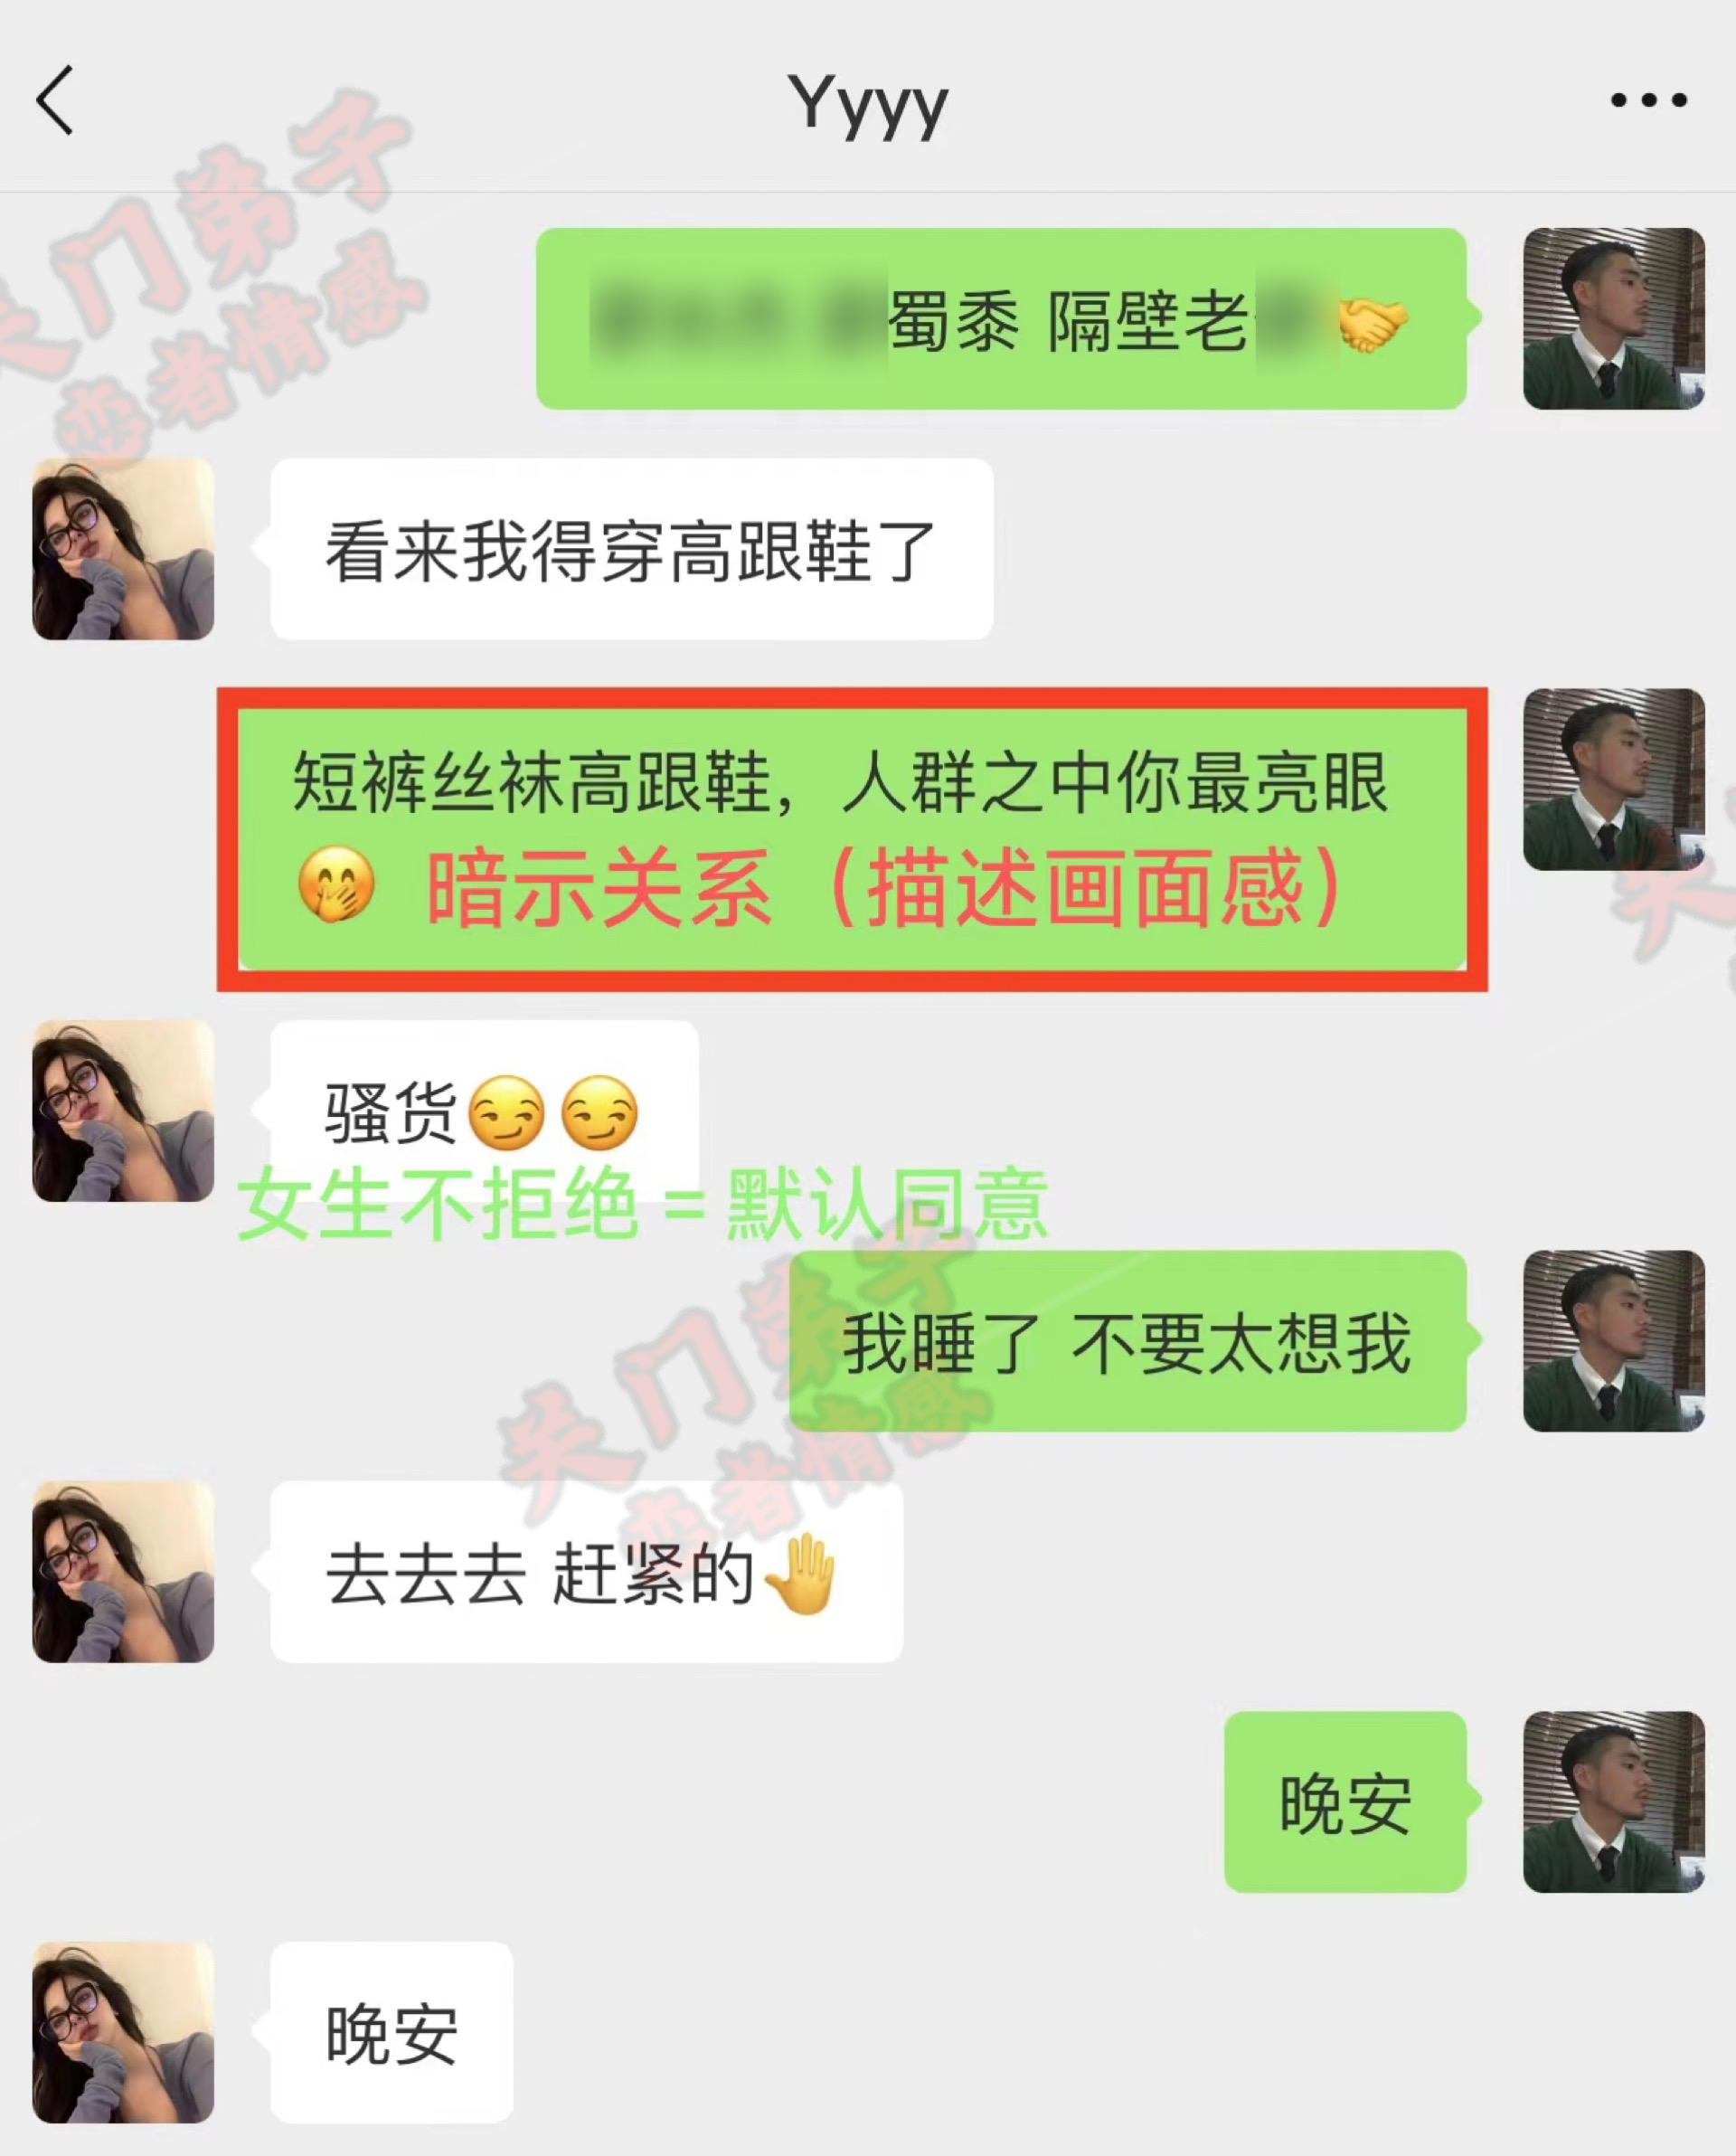 Yyyy
蜀黍 隔壁老
看来我得穿高跟鞋了
短裤丝袜高跟鞋，人群之中你最亮眼
🤭 暗示关系（描述画面感）
骚货😏😏
女生不拒绝 = 默认同意
我睡了 不要太想我
去去去 赶紧的🤚
晚安
晚安
关门弟子
恋者情感
关门弟子
恋者情感
关